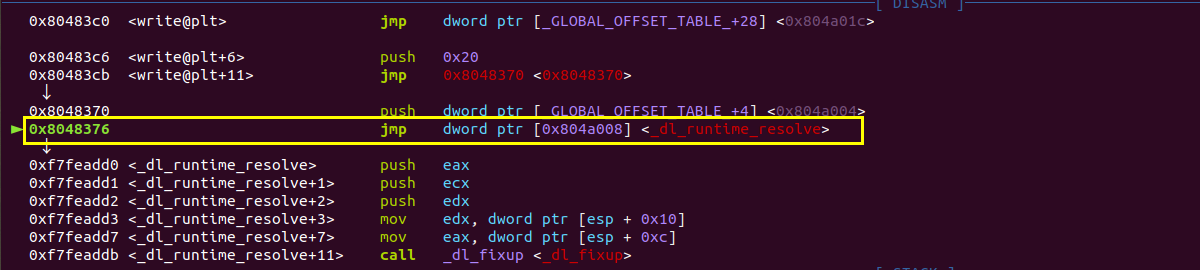 [ DISASM ]
0x80483c0 <write@plt> jmp dword ptr [_GLOBAL_OFFSET_TABLE_+28] <0x804a01c>
0x80483c6 <write@plt+6> push 0x20
0x80483cb <write@plt+11> jmp 0x8048370 <0x8048370>
↓
0x8048370 push dword ptr [_GLOBAL_OFFSET_TABLE_+4] <0x804a004>
► 0x8048376 jmp dword ptr [0x804a008] <_dl_runtime_resolve>
↓
0xf7feadd0 <_dl_runtime_resolve> push eax
0xf7feadd1 <_dl_runtime_resolve+1> push ecx
0xf7feadd2 <_dl_runtime_resolve+2> push edx
0xf7feadd3 <_dl_runtime_resolve+3> mov edx, dword ptr [esp + 0x10]
0xf7feadd7 <_dl_runtime_resolve+7> mov eax, dword ptr [esp + 0xc]
0xf7feaddb <_dl_runtime_resolve+11> call _dl_fixup <_dl_fixup>
[ STACK ]